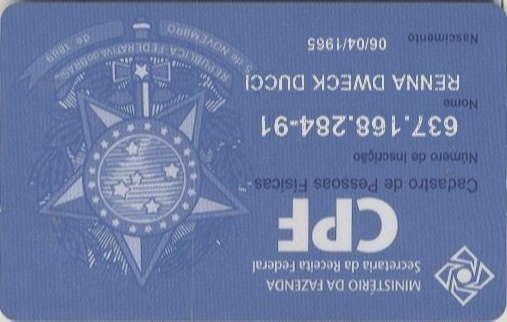 MINISTÉRIO DA FAZENDA
Secretaria da Receita Federal
CPF
Cadastro de Pessoas Físicas
Número de Inscrição
637.168.284-91
Nome
RENNA DWECK DUCCI
Nascimento
06/04/1965
REPUBLICA FEDERATIVA DO BRASIL
15 DE NOVEMBRO
de 1889